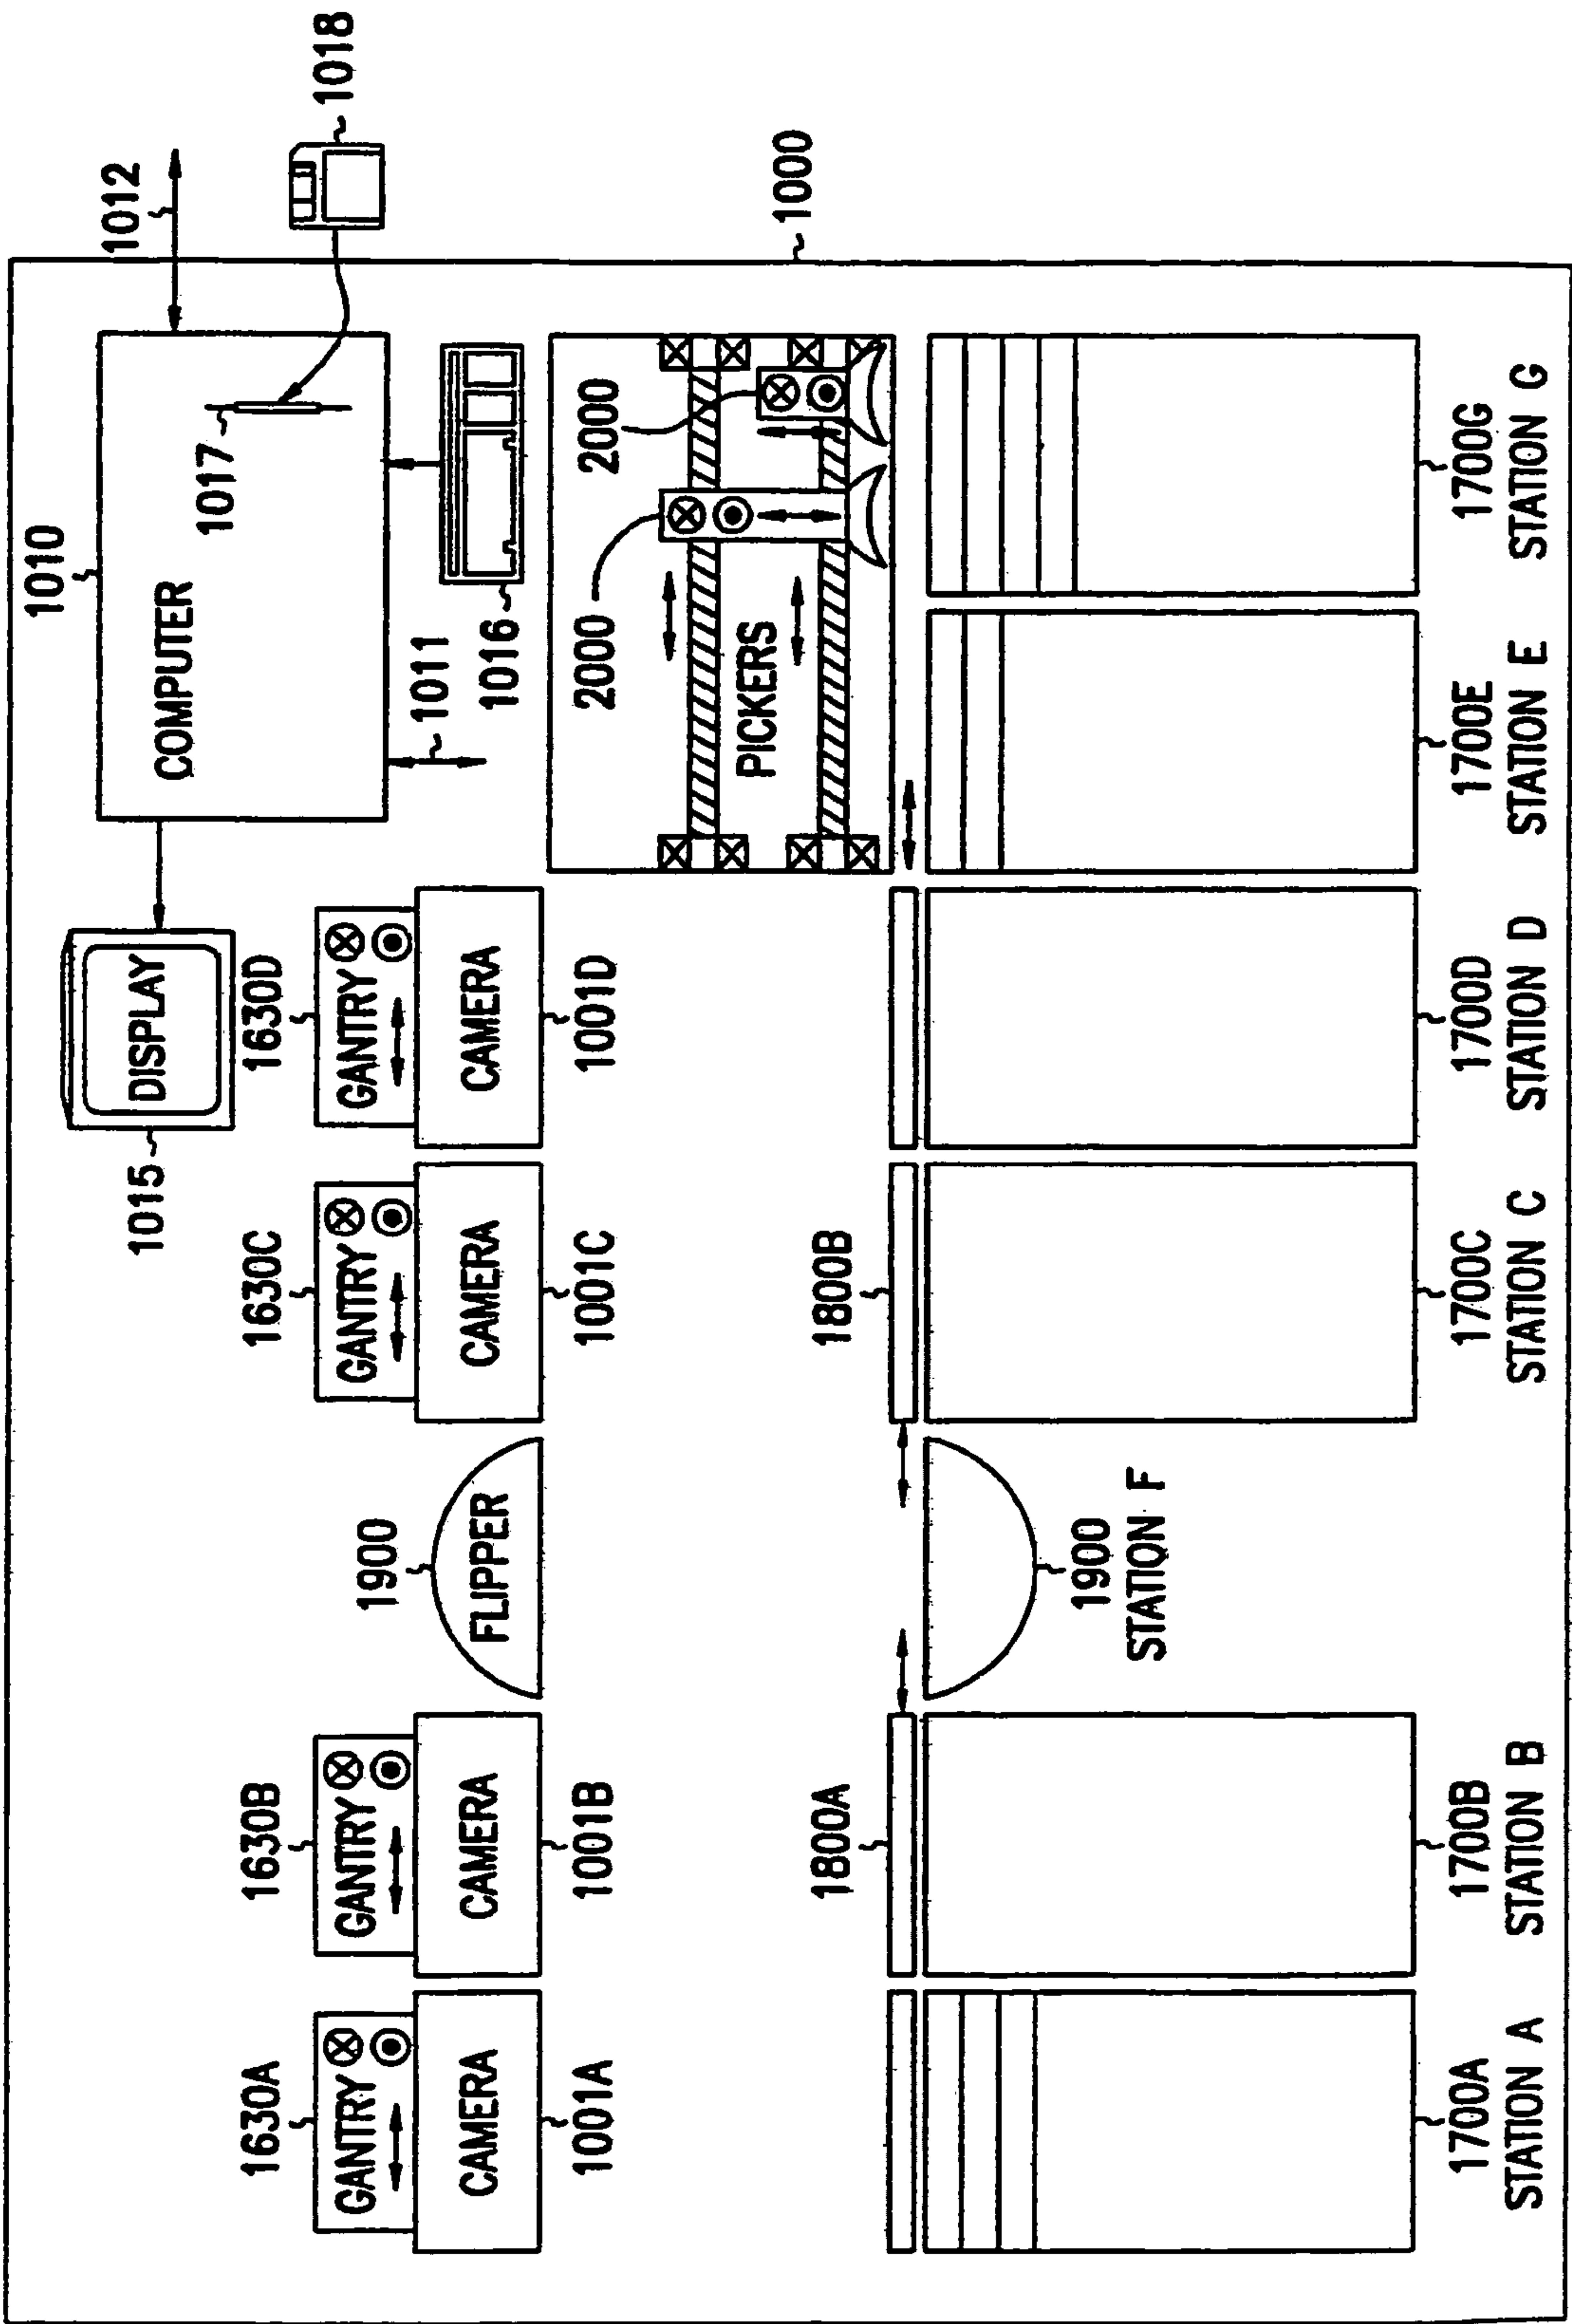 1010
COMPUTER
1012
1017
1018
1011
1016
DISPLAY
1015
1000
1630A
GANTRY
CAMERA
1001A
1630B
GANTRY
CAMERA
1001B
1900
FLIPPER
1630C
GANTRY
CAMERA
1001C
1630D
GANTRY
CAMERA
1001D
2000
2000
PICKERS
1800A
1800B
1700A
STATION A
1700B
STATION B
1900
STATION F
1700C
STATION C
1700D
STATION D
1700E
STATION E
1700G
STATION G